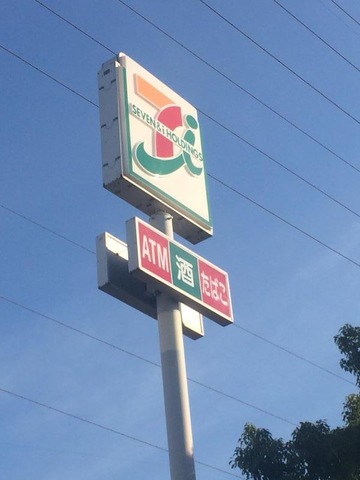 SEVEN & i HOLDINGS
ATM 酒 たばこ